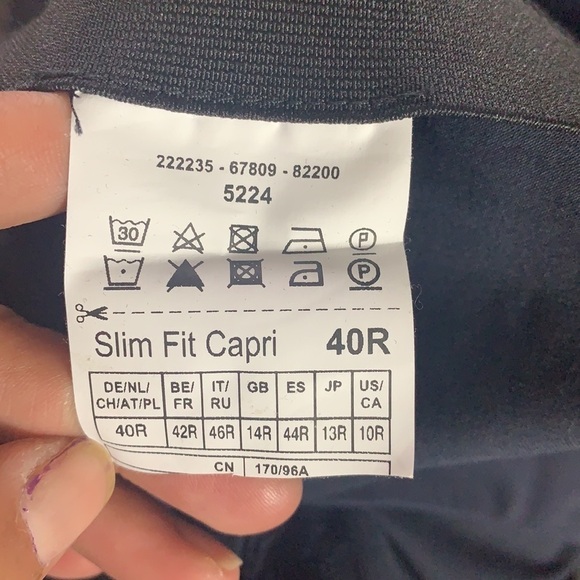 222235 - 67809 - 82200
5224
30
P
P
Slim Fit Capri 40R
DE/NL/ CH/AT/PL BE/ FR IT/ RU GB ES JP US/ CA
40R 42R 46R 14R 44R 13R 10R
CN 170/96A